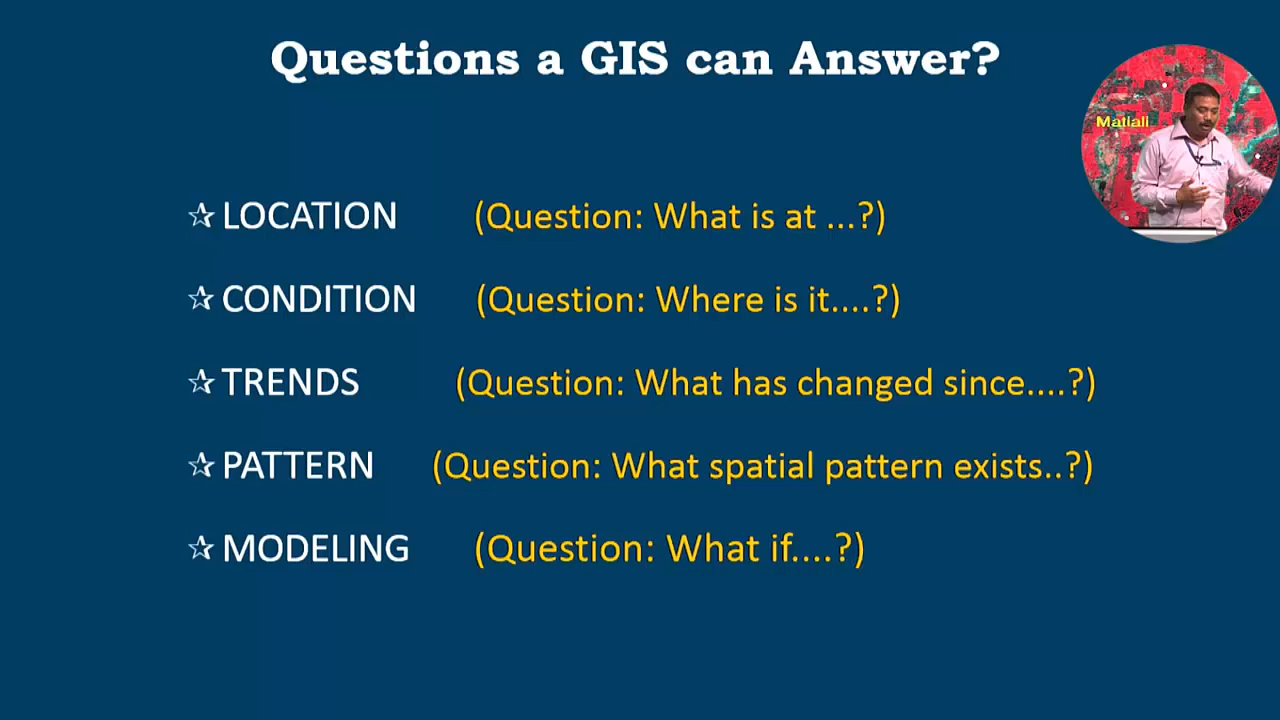 Questions a GIS can Answer?
Matiali
☆ LOCATION (Question: What is at ...?)
☆ CONDITION (Question: Where is it....?)
☆ TRENDS (Question: What has changed since....?)
☆ PATTERN (Question: What spatial pattern exists..?)
☆ MODELING (Question: What if....?)